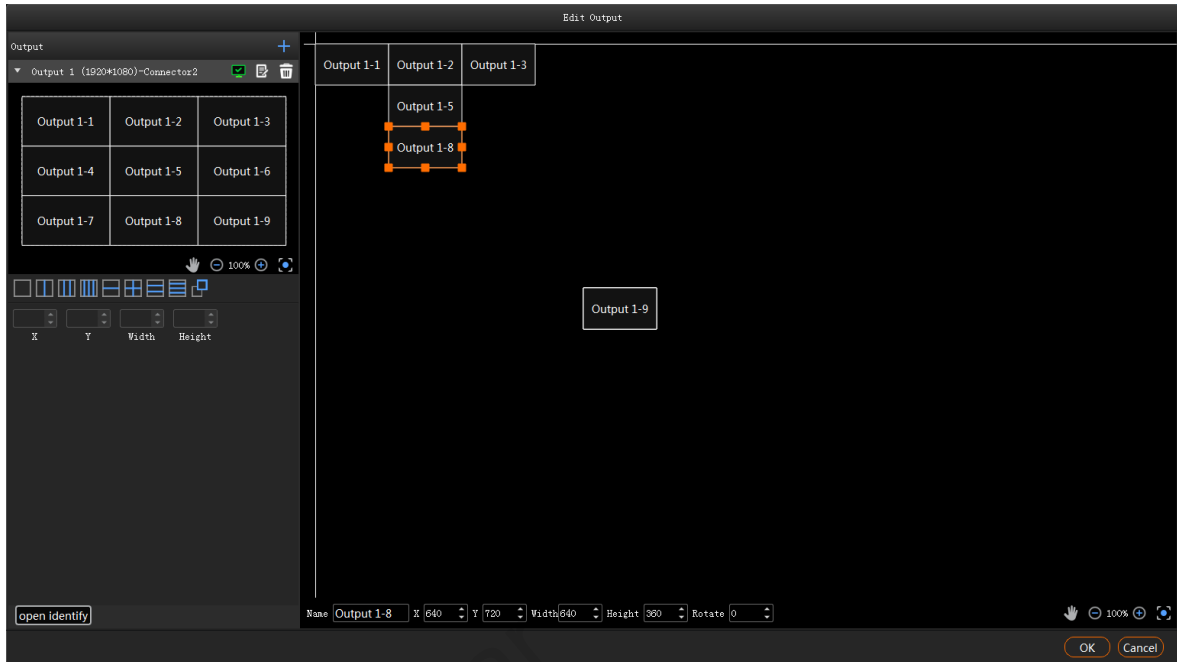 Edit Output
Output
Output 1 (1920*1080)-Connector2
Output 1-1 Output 1-2 Output 1-3
Output 1-4 Output 1-5 Output 1-6
Output 1-7 Output 1-8 Output 1-9
100%
X Y Width Height
open identify
Output 1-1 Output 1-2 Output 1-3
Output 1-5
Output 1-8
Output 1-9
Name Output 1-8 X 640 Y 720 Width 640 Height 360 Rotate 0
100%
OK Cancel